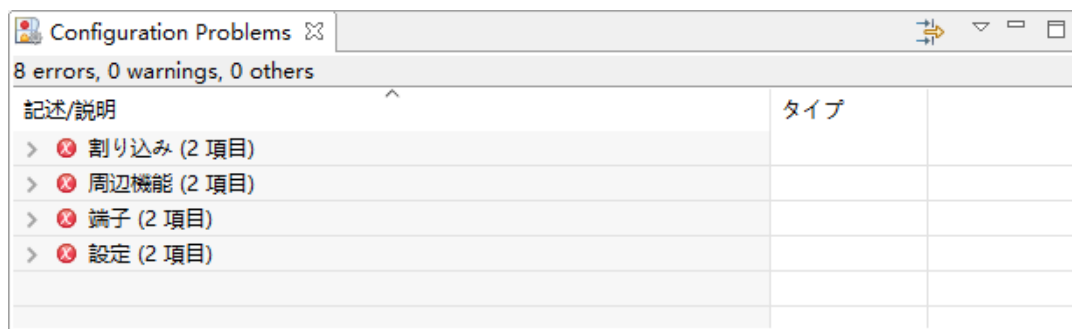 Configuration Problems
8 errors, 0 warnings, 0 others
記述/説明 タイプ
割り込み (2 項目)
周辺機能 (2 項目)
端子 (2 項目)
設定 (2 項目)